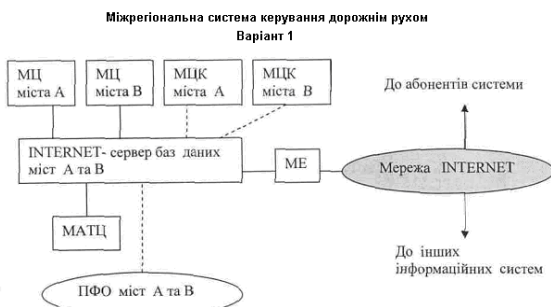 Міжрегіональна система керування дорожнім рухом
Варіант 1
МЦ
міста А
МЦ
міста В
МЦК
міста А
МЦК
міста В
До абонентів системи
INTERNET- сервер баз даних
міст А та В
МЕ
Мережа INTERNET
МАТЦ
До інших
інформаційних систем
ПФО міст А та В